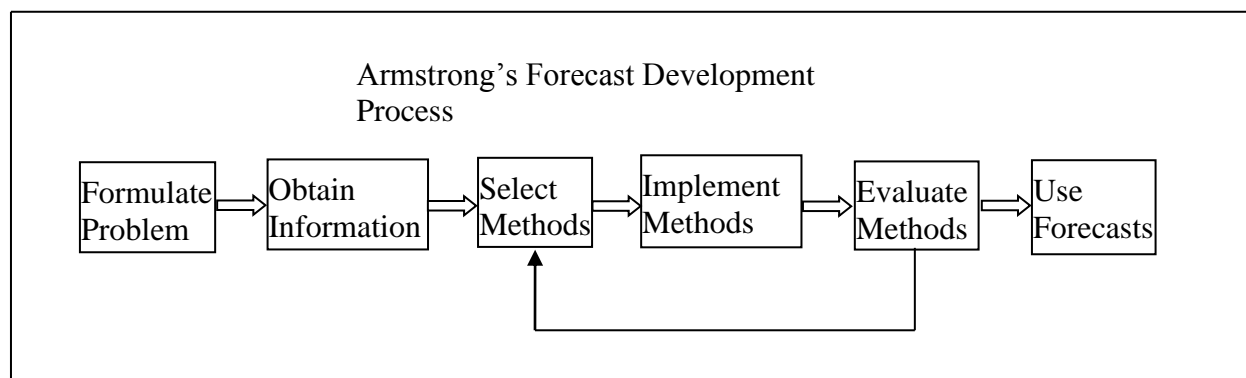 Armstrong’s Forecast Development
Process
Formulate
Problem
Obtain
Information
Select
Methods
Implement
Methods
Evaluate
Methods
Use
Forecasts